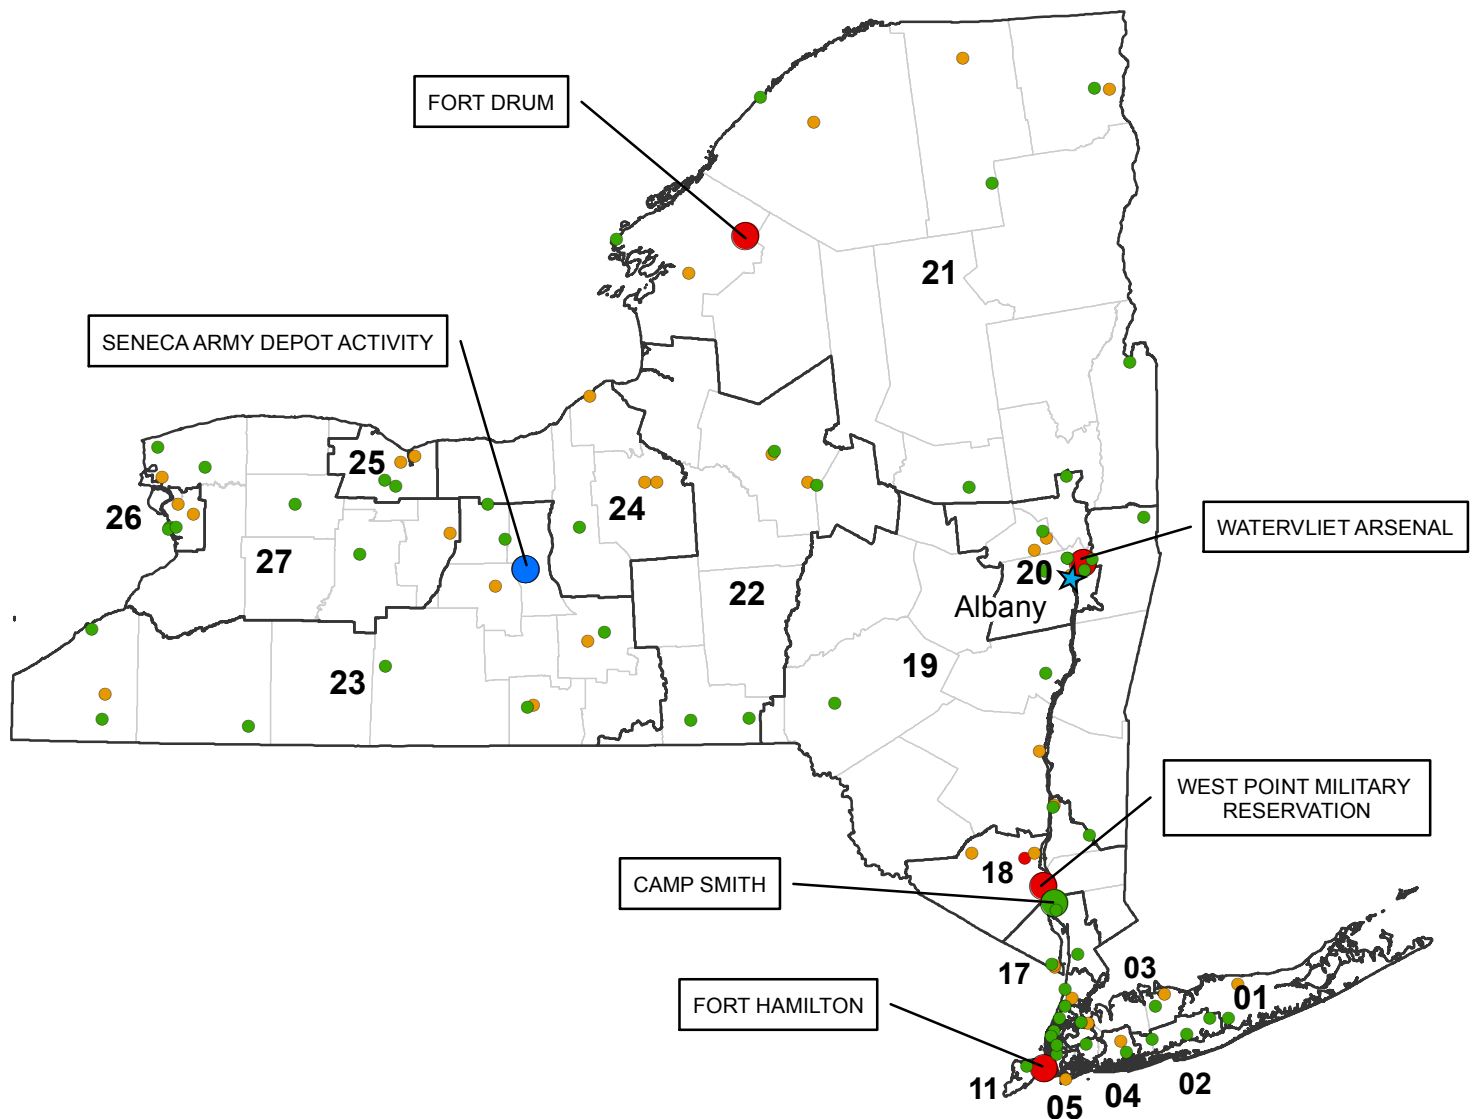 FORT DRUM
21
SENECA ARMY DEPOT ACTIVITY
25
24
26
WATERVLIET ARSENAL
27
20
22
Albany
19
23
WEST POINT MILITARY
RESERVATION
18
CAMP SMITH
17
03
01
FORT HAMILTON
11
05
04
02